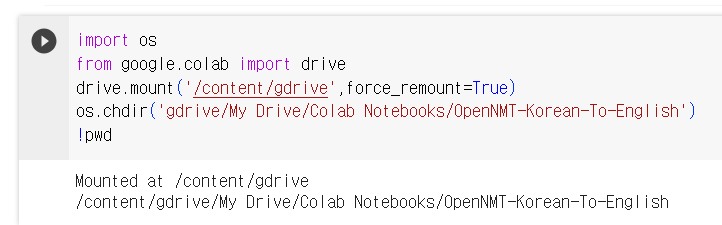 import os
from google.colab import drive
drive.mount('/content/gdrive',force_remount=True)
os.chdir('gdrive/My Drive/Colab Notebooks/OpenNMT-Korean-To-English')
!pwd
Mounted at /content/gdrive
/content/gdrive/My Drive/Colab Notebooks/OpenNMT-Korean-To-English